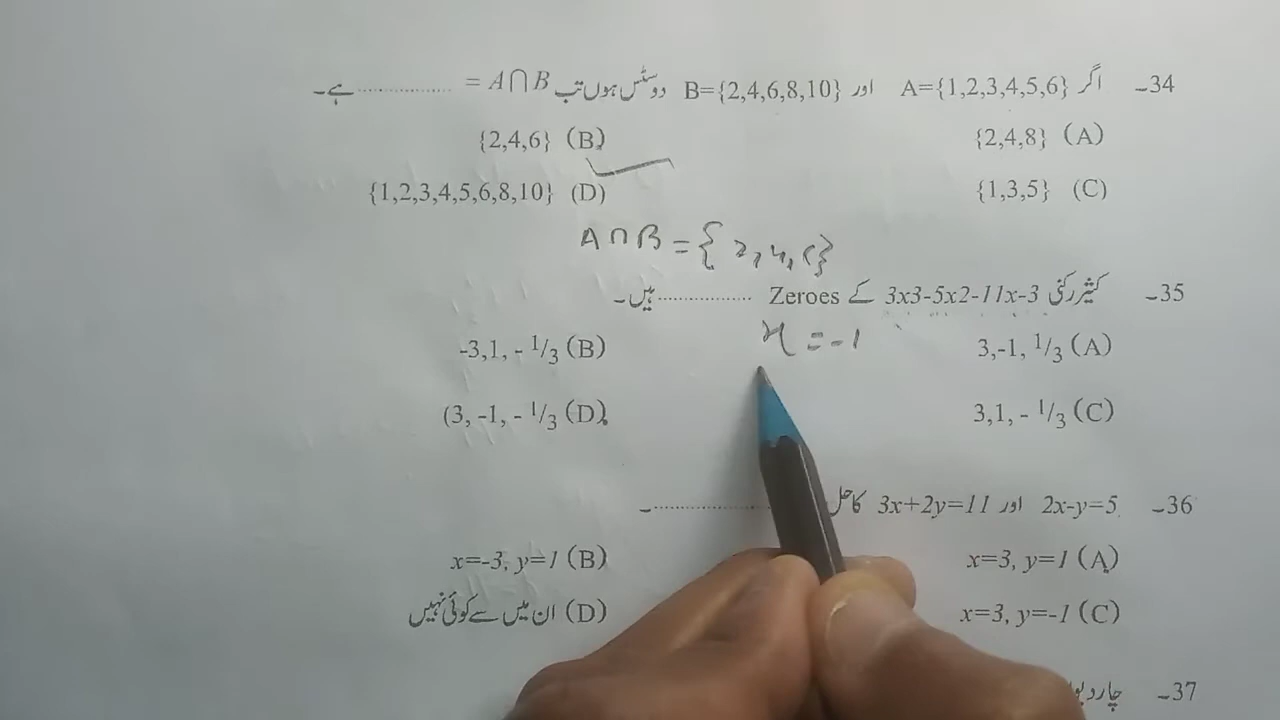 34۔ اگر A={1,2,3,4,5,6} اور B={2,4,6,8,10} دو سٹس ہوں تب A∩B = ................ ہے۔
(A) {2,4,8} (B) {2,4,6}
(C) {1,3,5} (D) {1,2,3,4,5,6,8,10}
A∩B = {2,4,6}
35۔ کثیر رکنی 3x3-5x2-11x-3 کے Zeroes ................ ہیں۔
x = -1
(A) 3,-1, 1/3 (B) -3,1, - 1/3
(C) 3,1, - 1/3 (D) (3, -1, - 1/3
36۔ 2x-y=5 اور 3x+2y=11 کا حل ................ ۔
(A) x=3, y=1 (B) x=-3, y=1
(C) x=3, y=-1 (D) ان میں سے کوئی نہیں
37۔ چار